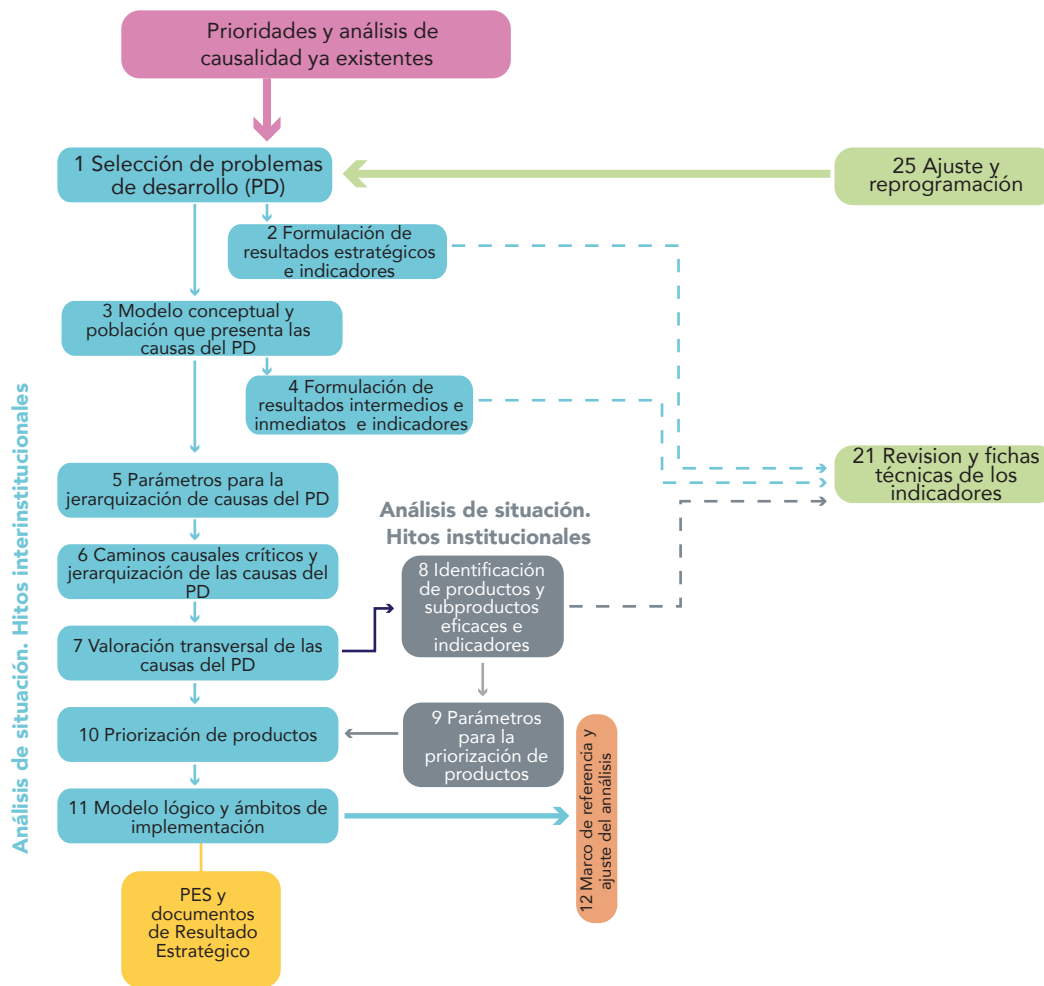 Prioridades y análisis de
causalidad ya existentes
1 Selección de problemas
de desarrollo (PD)
25 Ajuste y
reprogramación
2 Formulación de
resultados estratégicos
e indicadores
3 Modelo conceptual y
población que presenta las
causas del PD
4 Formulación de
resultados intermedios e
inmediatos e indicadores
21 Revision y fichas
técnicas de los
indicadores
5 Parámetros para la
jerarquización de causas del PD
Análisis de situación.
Hitos institucionales
6 Caminos causales críticos y
jerarquización de las causas del
PD
8 Identificación
de productos y
subproductos
eficaces e
indicadores
7 Valoración transversal de las
causas del PD
9 Parámetros
para la
priorización de
productos
10 Priorización de productos
11 Modelo lógico y ámbitos de
implementación
12 Marco de referencia y
ajuste del annálisis
PES y
documentos
de Resultado
Estratégico
Análisis de situación. Hitos interinstitucionales